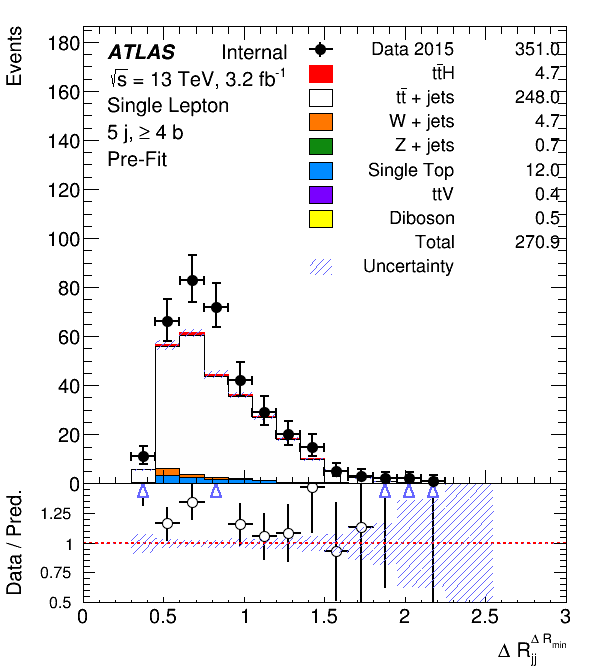 Events
180
160
140
120
100
80
60
40
20
0
ATLAS Internal
√s = 13 TeV, 3.2 fb⁻¹
Single Lepton
5 j, ≥ 4 b
Pre-Fit
Data 2015 351.0
tt̄H 4.7
tt̄ + jets 248.0
W + jets 4.7
Z + jets 0.7
Single Top 12.0
ttV 0.4
Diboson 0.5
Total 270.9
Uncertainty
Data / Pred.
1.25
1
0.75
0.5
0 0.5 1 1.5 2 2.5 3
Δ R_jj^Δ R_min